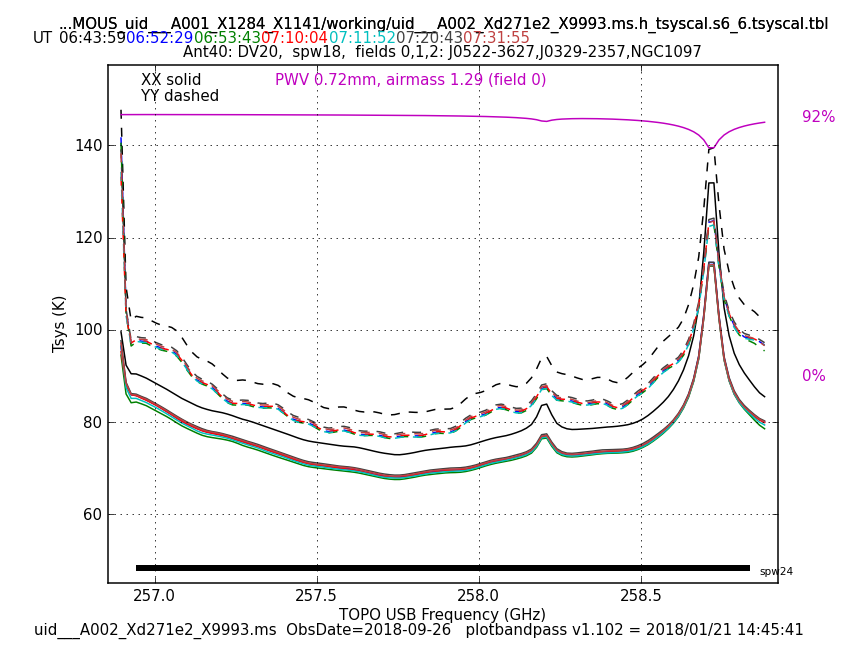 ...MOUS_uid___A001_X1284_X1141/working/uid___A002_Xd271e2_X9993.ms.h_tsyscal.s6_6.tsyscal.tbl
UT 06:43:59 06:52:29 06:53:43 07:10:04 07:11:52 07:20:43 07:31:55
Ant40: DV20, spw18, fields 0,1,2: J0522-3627,J0329-2357,NGC1097
XX solid
PWV 0.72mm, airmass 1.29 (field 0)
YY dashed
92%
140
120
100
80
60
Tsys (K)
0%
spw24
257.0 257.5 258.0 258.5
TOPO USB Frequency (GHz)
uid___A002_Xd271e2_X9993.ms ObsDate=2018-09-26 plotbandpass v1.102 = 2018/01/21 14:45:41